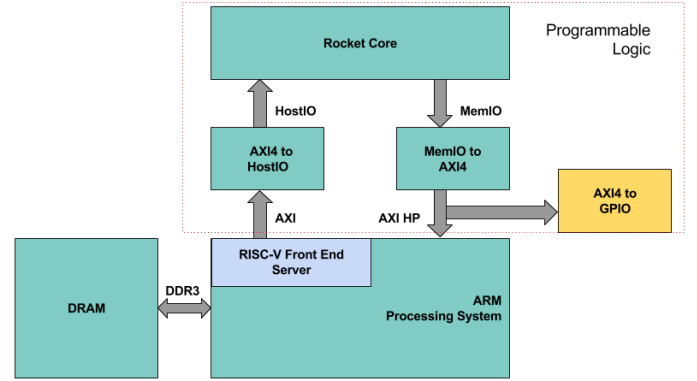 Programmable
Logic
Rocket Core
HostIO
MemIO
AXI4 to
HostIO
MemIO to
AXI4
AXI4 to
GPIO
AXI
AXI HP
RISC-V Front End
Server
DDR3
DRAM
ARM
Processing System